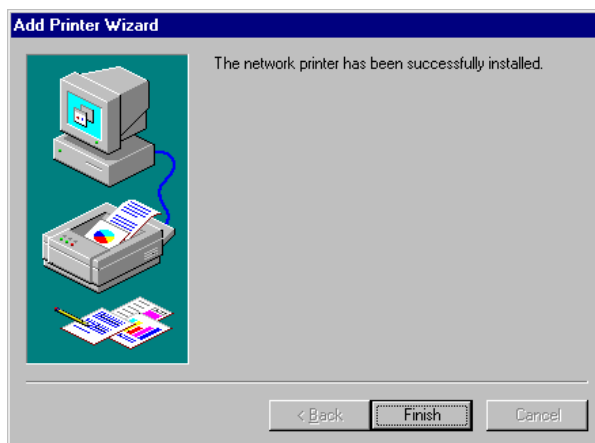 Add Printer Wizard
The network printer has been successfully installed.
< Back
Finish
Cancel